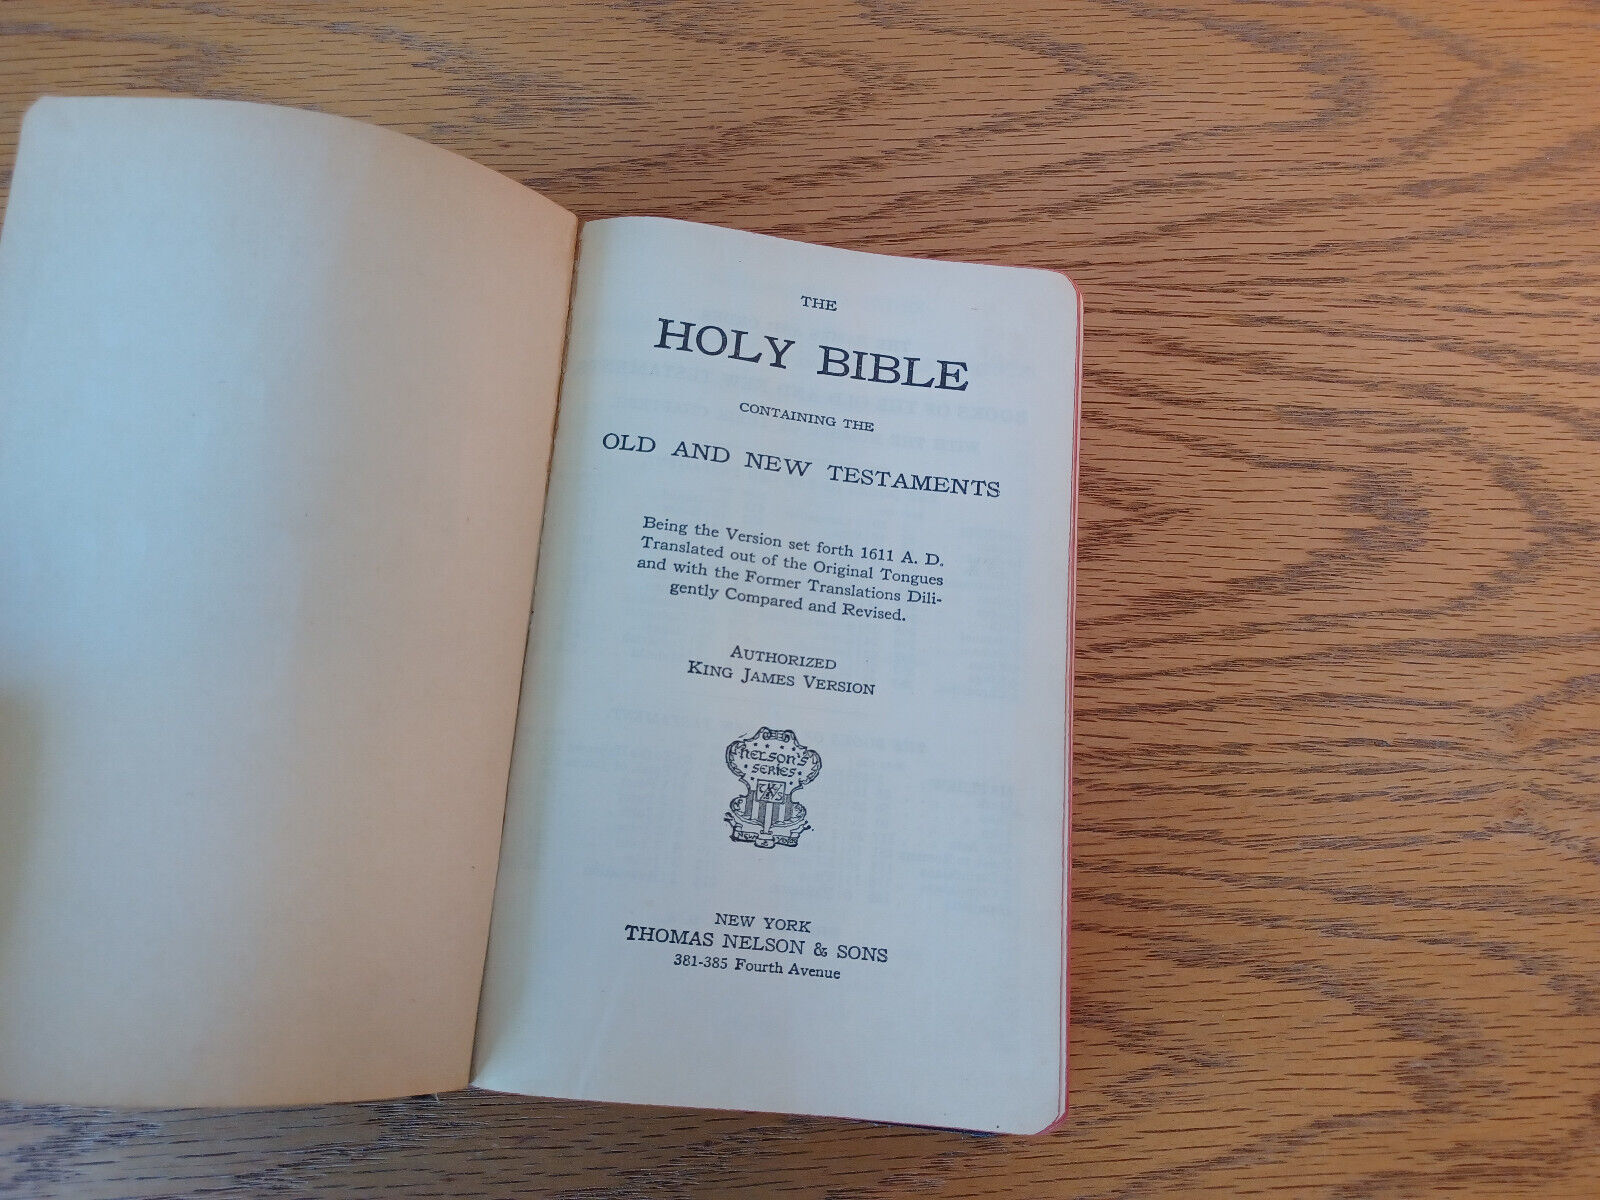 THE
HOLY BIBLE
CONTAINING THE
OLD AND NEW TESTAMENTS
Being the Version set forth 1611 A. D.
Translated out of the Original Tongues
and with the Former Translations Dili-
gently Compared and Revised.
AUTHORIZED
KING JAMES VERSION
NELSON'S
SERIES
NEW YORK
THOMAS NELSON & SONS
381-385 Fourth Avenue